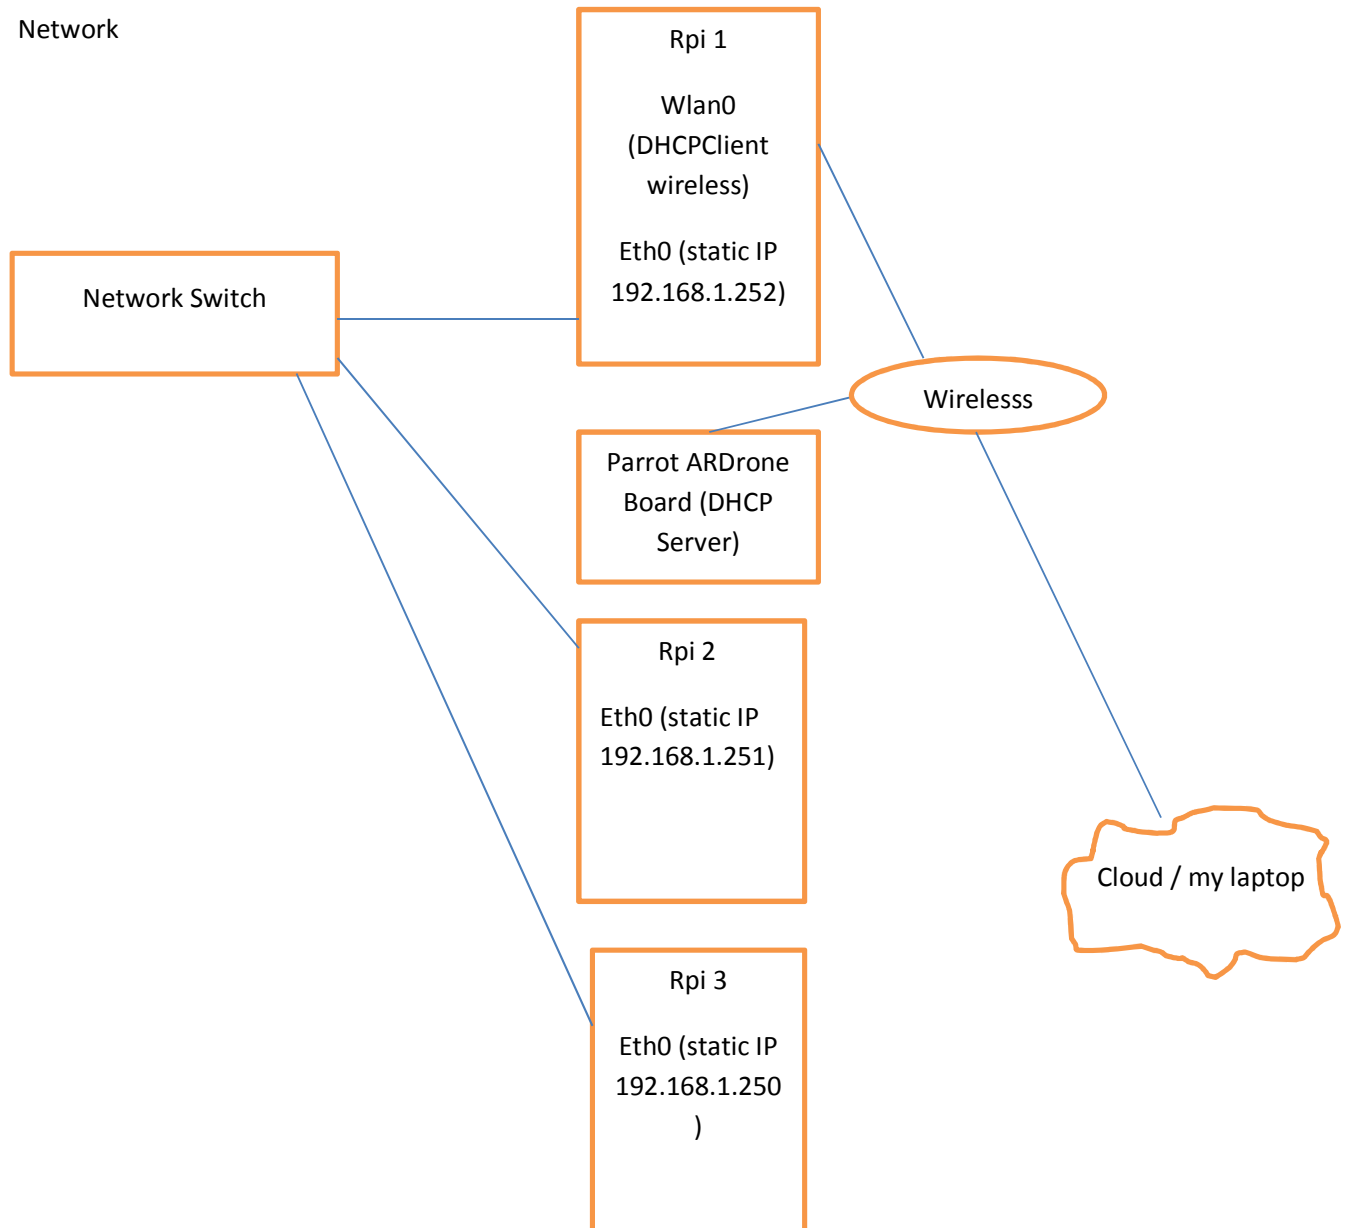 Network
Rpi 1
Wlan0
(DHCPClient
wireless)
Eth0 (static IP
192.168.1.252)
Network Switch
Wirelesss
Parrot ARDrone
Board (DHCP
Server)
Rpi 2
Eth0 (static IP
192.168.1.251)
Cloud / my laptop
Rpi 3
Eth0 (static IP
192.168.1.250
)